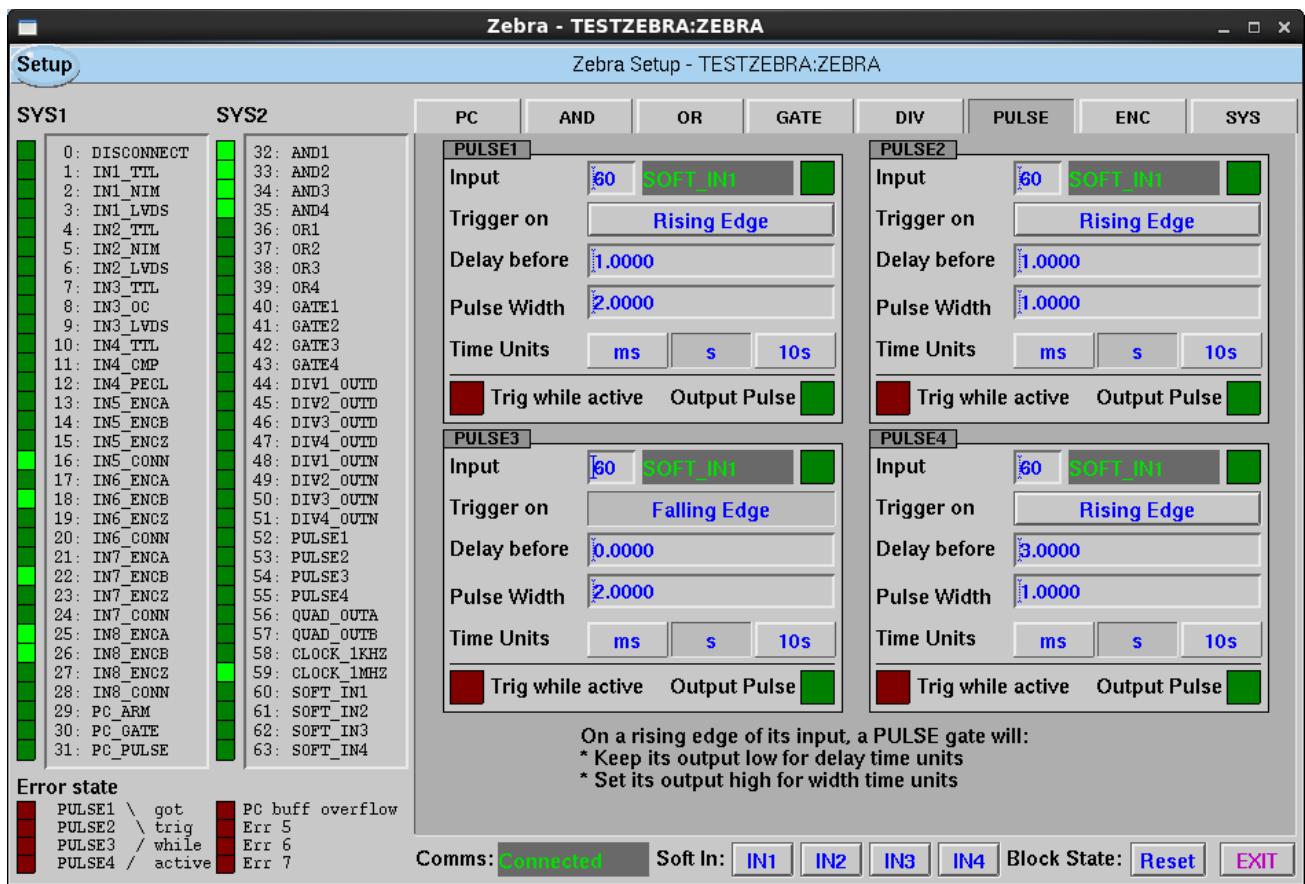 Zebra - TESTZEBRA:ZEBRA
Setup
Zebra Setup - TESTZEBRA:ZEBRA
SYS1
SYS2
0: DISCONNECT
1: IN1_TTL
2: IN1_NIM
3: IN1_LVDS
4: IN2_TTL
5: IN2_NIM
6: IN2_LVDS
7: IN3_TTL
8: IN3_OC
9: IN3_LVDS
10: IN4_TTL
11: IN4_CMP
12: IN4_PECL
13: IN5_ENCA
14: IN5_ENCB
15: IN5_ENCZ
16: IN5_CONN
17: IN6_ENCA
18: IN6_ENCB
19: IN6_ENCZ
20: IN6_CONN
21: IN7_ENCA
22: IN7_ENCB
23: IN7_ENCZ
24: IN7_CONN
25: IN8_ENCA
26: IN8_ENCB
27: IN8_ENCZ
28: IN8_CONN
29: PC_ARM
30: PC_GATE
31: PC_PULSE
32: AND1
33: AND2
34: AND3
35: AND4
36: OR1
37: OR2
38: OR3
39: OR4
40: GATE1
41: GATE2
42: GATE3
43: GATE4
44: DIV1_OUTD
45: DIV2_OUTD
46: DIV3_OUTD
47: DIV4_OUTD
48: DIV1_OUTN
49: DIV2_OUTN
50: DIV3_OUTN
51: DIV4_OUTN
52: PULSE1
53: PULSE2
54: PULSE3
55: PULSE4
56: QUAD_OUTA
57: QUAD_OUTB
58: CLOCK_1KHZ
59: CLOCK_1MHZ
60: SOFT_IN1
61: SOFT_IN2
62: SOFT_IN3
63: SOFT_IN4
Error state
PULSE1 \ got
PULSE2 \ trig
PULSE3 / while
PULSE4 / active
PC buff overflow
Err 5
Err 6
Err 7
PC AND OR GATE DIV PULSE ENC SYS
PULSE1
Input 60 SOFT_IN1
Trigger on Rising Edge
Delay before 1.0000
Pulse Width 2.0000
Time Units ms s 10s
Trig while active Output Pulse
PULSE2
Input 60 SOFT_IN1
Trigger on Rising Edge
Delay before 1.0000
Pulse Width 1.0000
Time Units ms s 10s
Trig while active Output Pulse
PULSE3
Input 60 SOFT_IN1
Trigger on Falling Edge
Delay before 0.0000
Pulse Width 2.0000
Time Units ms s 10s
Trig while active Output Pulse
PULSE4
Input 60 SOFT_IN1
Trigger on Rising Edge
Delay before 3.0000
Pulse Width 1.0000
Time Units ms s 10s
Trig while active Output Pulse
On a rising edge of its input, a PULSE gate will:
* Keep its output low for delay time units
* Set its output high for width time units
Comms: Connected Soft In: IN1 IN2 IN3 IN4 Block State: Reset EXIT